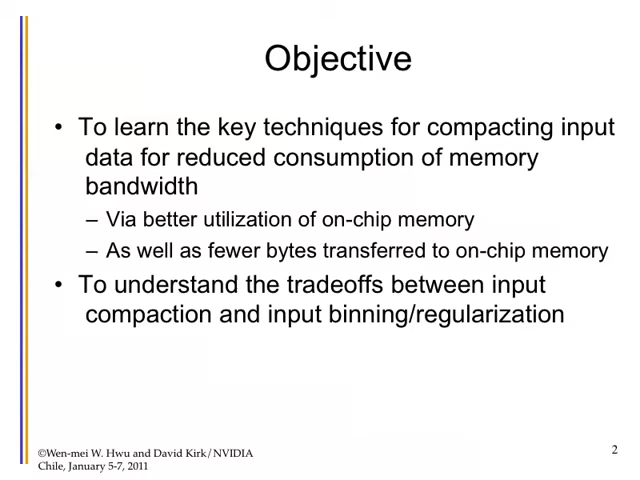 Objective
• To learn the key techniques for compacting input
data for reduced consumption of memory
bandwidth
– Via better utilization of on-chip memory
– As well as fewer bytes transferred to on-chip memory
• To understand the tradeoffs between input
compaction and input binning/regularization
©Wen-mei W. Hwu and David Kirk/NVIDIA
Chile, January 5-7, 2011
2